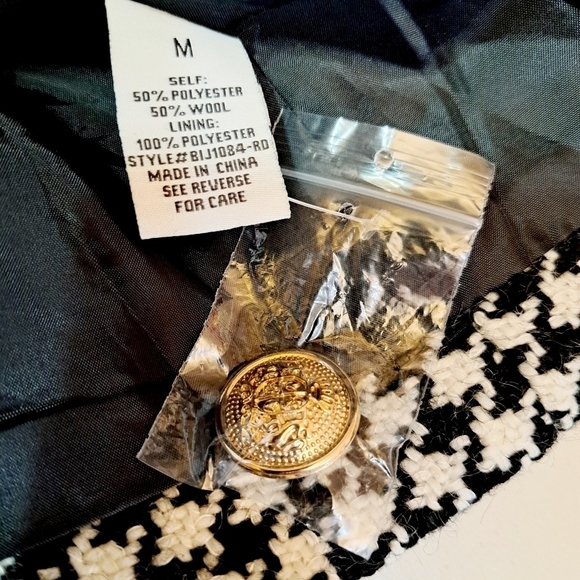 M
SELF:
50% POLYESTER
50% WOOL
LINING:
100% POLYESTER
STYLE#BIJ1084-RD
MADE IN CHINA
SEE REVERSE
FOR CARE